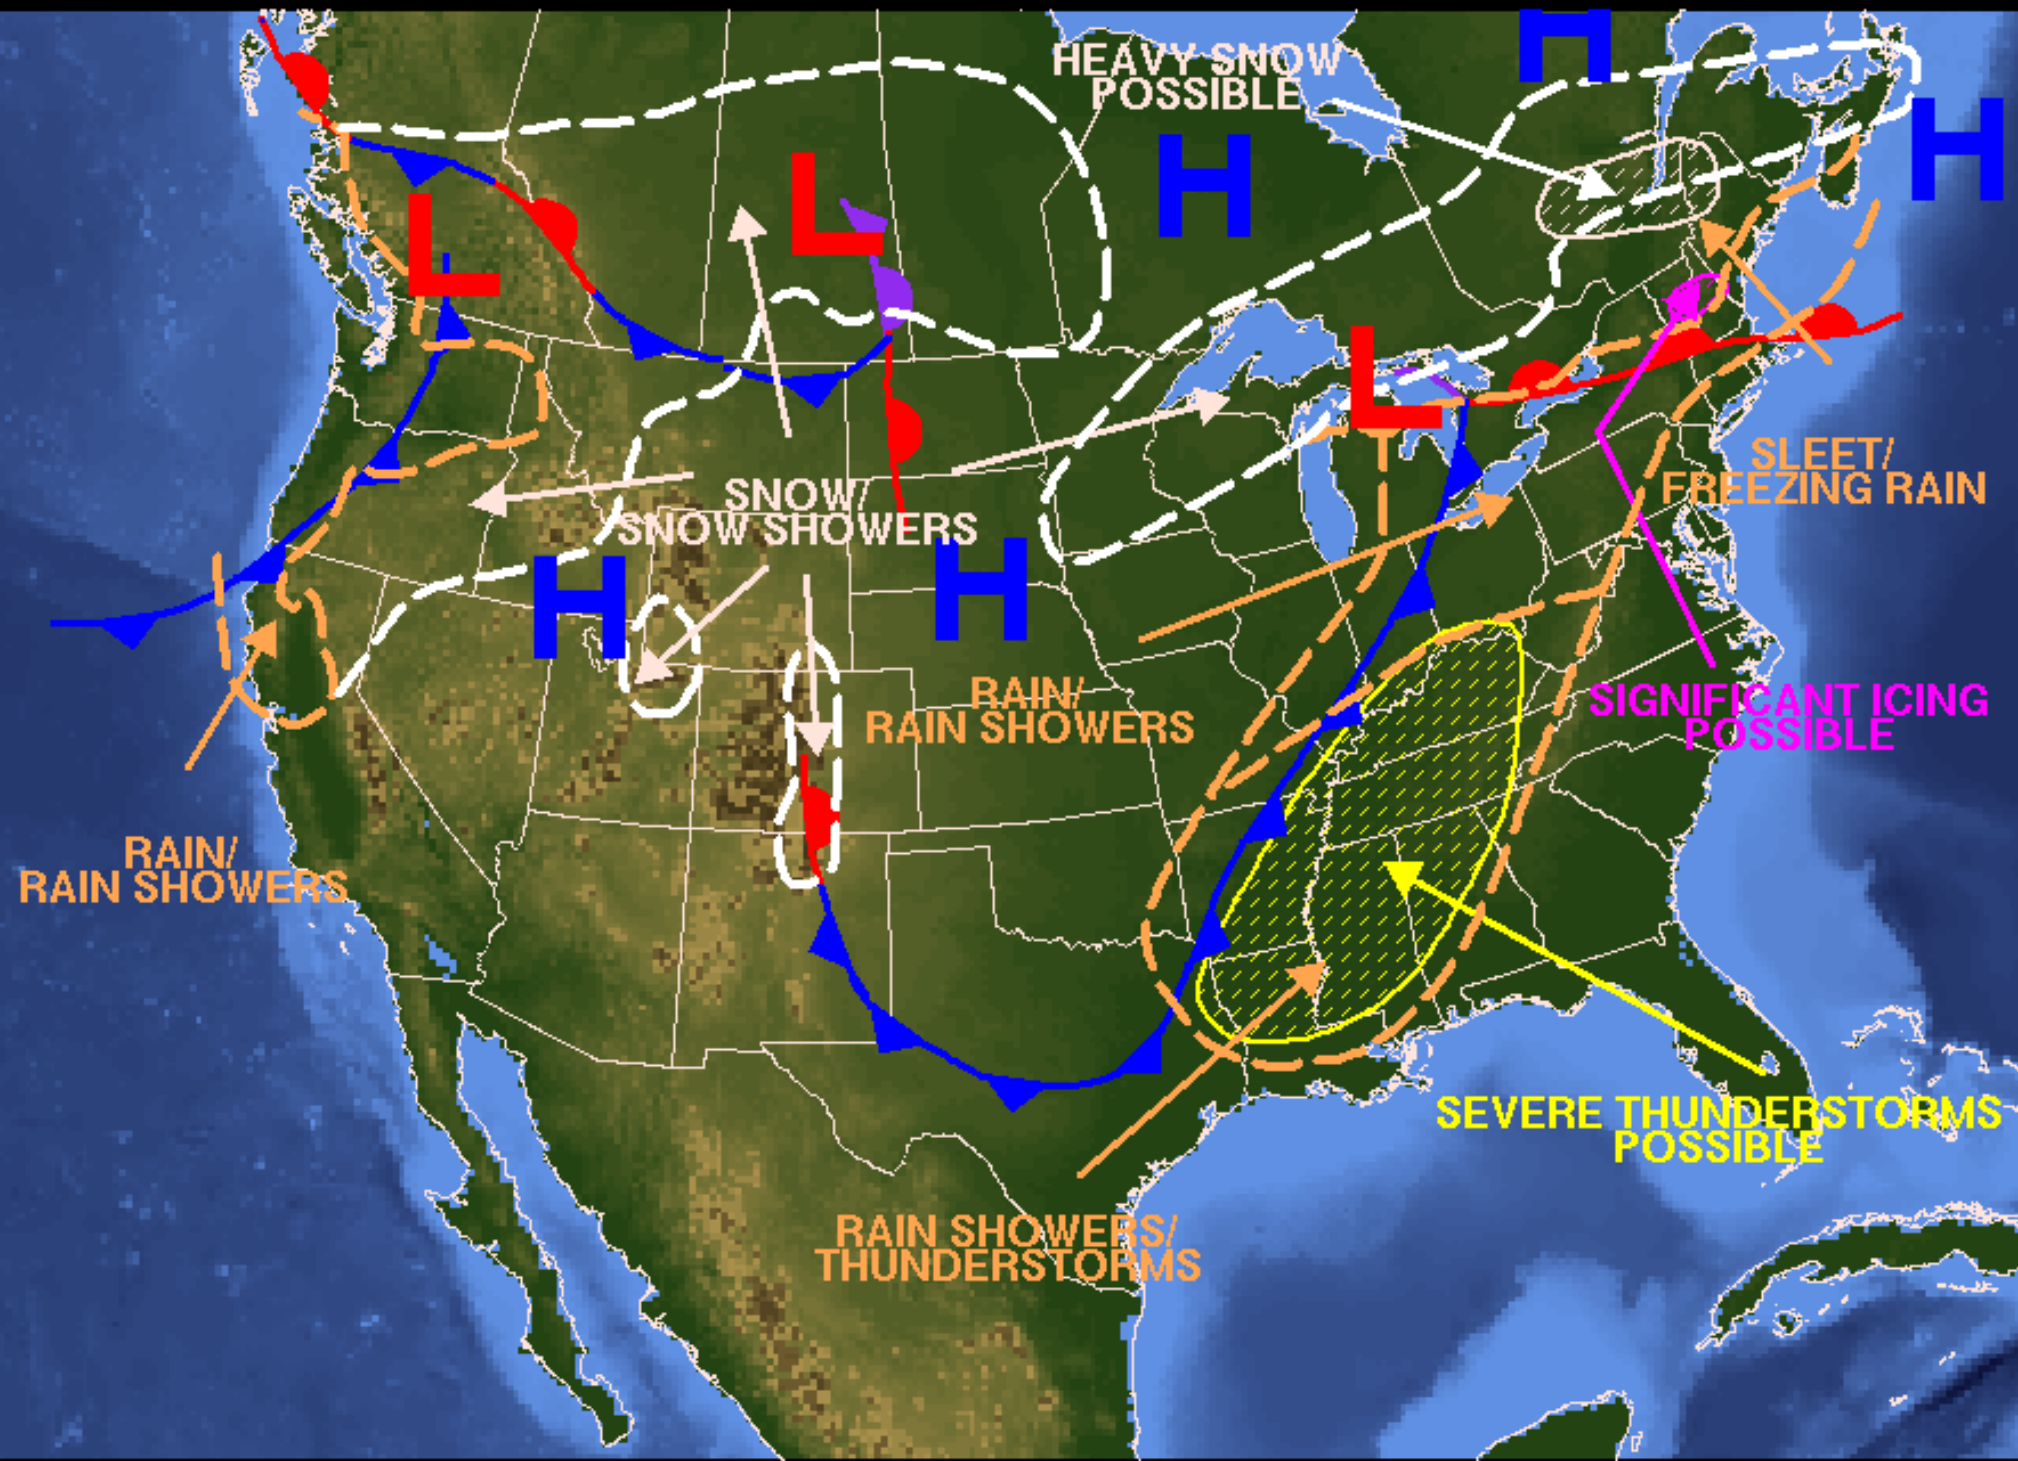 H
HEAVY SNOW
POSSIBLE
H
H
L
L
L
SLEET/
FREEZING RAIN
SNOW/
SNOW SHOWERS
H
H
RAIN/
RAIN SHOWERS
SIGNIFICANT ICING
POSSIBLE
RAIN/
RAIN SHOWERS
SEVERE THUNDERSTORMS
POSSIBLE
RAIN SHOWERS/
THUNDERSTORMS